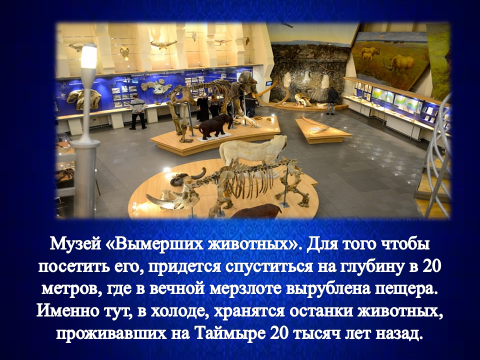 Музей «Вымерших животных». Для того чтобы
посетить его, придется спуститься на глубину в 20
метров, где в вечной мерзлоте вырублена пещера.
Именно тут, в холоде, хранятся останки животных,
проживавших на Таймыре 20 тысяч лет назад.